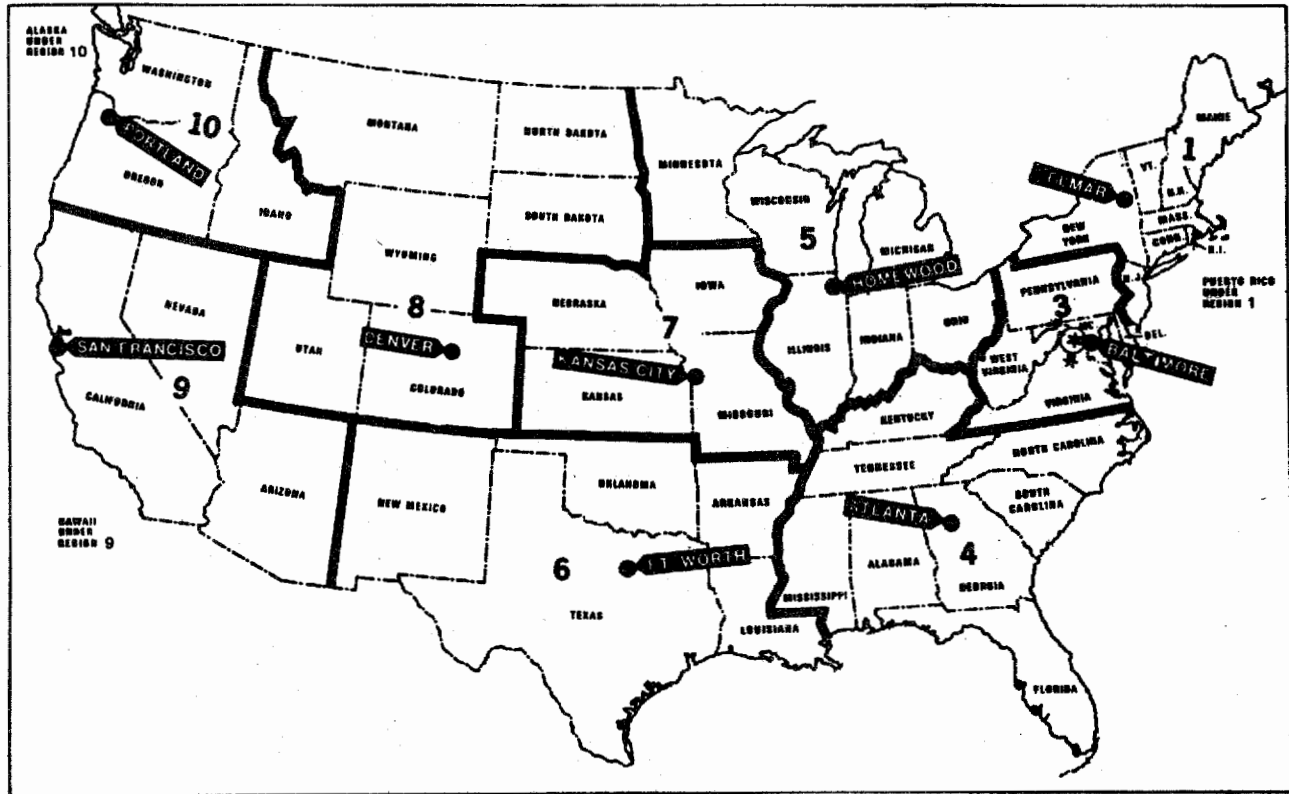 ALASKA
UNDER
REGION 10
WASHINGTON
10
PORTLAND
OREGON
IDAHO
MONTANA
NORTH DAKOTA
SOUTH DAKOTA
WYOMING
8
MINNESOTA
WISCONSIN
5
MICHIGAN
HOMEWOOD
MAINE
1
VT.
N.H.
ELMAR
MASS.
CONN.
R.I.
NEW
YORK
N.J.
PUERTO RICO
UNDER
REGION 1
PENNSYLVANIA
3
DEL.
BALTIMORE
WEST
VIRGINIA
VIRGINIA
NEVADA
SAN FRANCISCO
CALIFORNIA
9
UTAH
DENVER
COLORADO
NEBRASKA
IOWA
7
KANSAS CITY
KANSAS
MISSOURI
ILLINOIS
INDIANA
OHIO
KENTUCKY
TENNESSEE
NORTH CAROLINA
SOUTH
CAROLINA
HAWAII
UNDER
REGION 9
ARIZONA
NEW MEXICO
OKLAHOMA
ARKANSAS
6
FT. WORTH
TEXAS
LOUISIANA
MISSISSIPPI
ALABAMA
ATLANTA
4
GEORGIA
FLORIDA